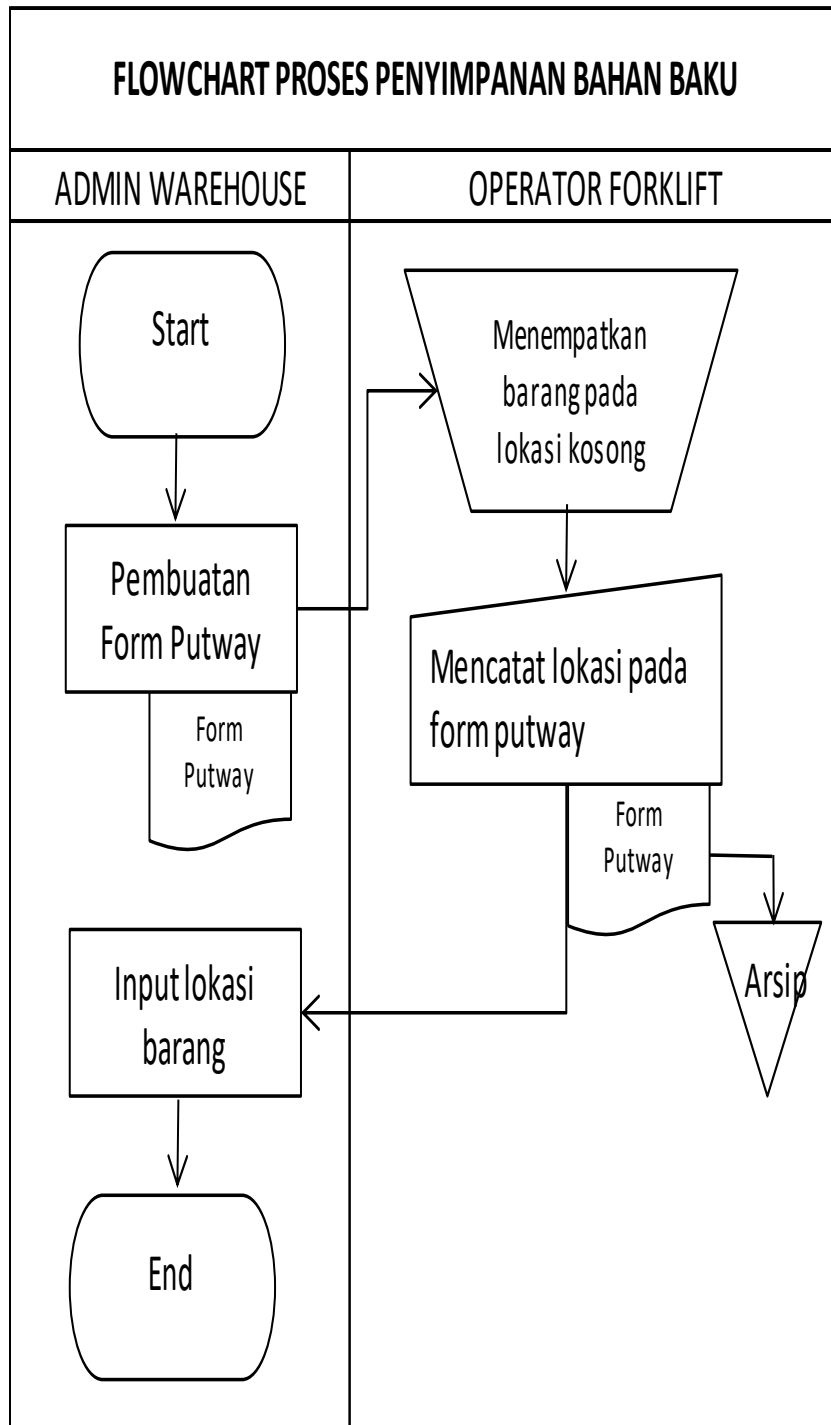 FLOWCHART PROSES PENYIMPANAN BAHAN BAKU
ADMIN WAREHOUSE
OPERATOR FORKLIFT
Start
Menempatkan
barang pada
lokasi kosong
Pembuatan
Form Putway
Form
Putway
Mencatat lokasi pada
form putway
Form
Putway
Arsip
Input lokasi
barang
End